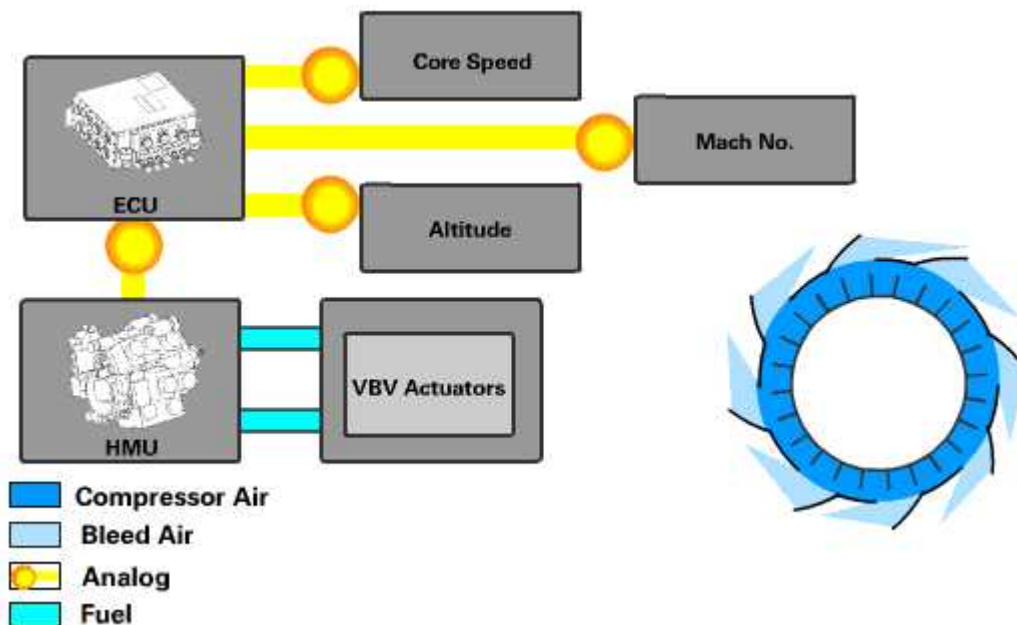 Core Speed
Mach No.
ECU
Altitude
VBV Actuators
HMU
Compressor Air
Bleed Air
Analog
Fuel